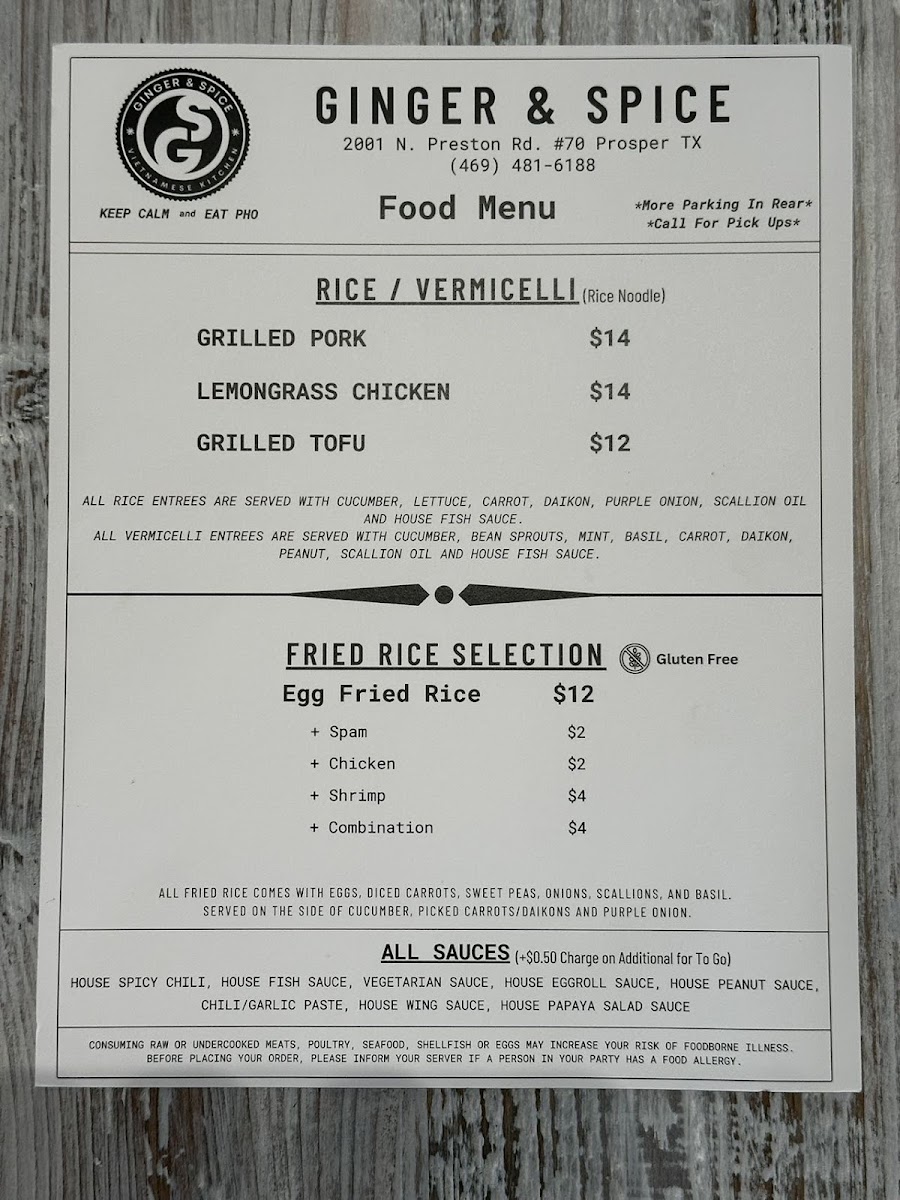 GINGER & SPICE
SG
VIETNAMESE KITCHEN
KEEP CALM and EAT PHO
GINGER & SPICE
2001 N. Preston Rd. #70 Prosper TX
(469) 481-6188
Food Menu
*More Parking In Rear*
*Call For Pick Ups*
RICE / VERMICELLI (Rice Noodle)
GRILLED PORK $14
LEMONGRASS CHICKEN $14
GRILLED TOFU $12
ALL RICE ENTREES ARE SERVED WITH CUCUMBER, LETTUCE, CARROT, DAIKON, PURPLE ONION, SCALLION OIL
AND HOUSE FISH SAUCE.
ALL VERMICELLI ENTREES ARE SERVED WITH CUCUMBER, BEAN SPROUTS, MINT, BASIL, CARROT, DAIKON,
PEANUT, SCALLION OIL AND HOUSE FISH SAUCE.
FRIED RICE SELECTION Gluten Free
Egg Fried Rice $12
+ Spam $2
+ Chicken $2
+ Shrimp $4
+ Combination $4
ALL FRIED RICE COMES WITH EGGS, DICED CARROTS, SWEET PEAS, ONIONS, SCALLIONS, AND BASIL.
SERVED ON THE SIDE OF CUCUMBER, PICKED CARROTS/DAIKONS AND PURPLE ONION.
ALL SAUCES (+$0.50 Charge on Additional for To Go)
HOUSE SPICY CHILI, HOUSE FISH SAUCE, VEGETARIAN SAUCE, HOUSE EGGROLL SAUCE, HOUSE PEANUT SAUCE,
CHILI/GARLIC PASTE, HOUSE WING SAUCE, HOUSE PAPAYA SALAD SAUCE
CONSUMING RAW OR UNDERCOOKED MEATS, POULTRY, SEAFOOD, SHELLFISH OR EGGS MAY INCREASE YOUR RISK OF FOODBORNE ILLNESS.
BEFORE PLACING YOUR ORDER, PLEASE INFORM YOUR SERVER IF A PERSON IN YOUR PARTY HAS A FOOD ALLERGY.